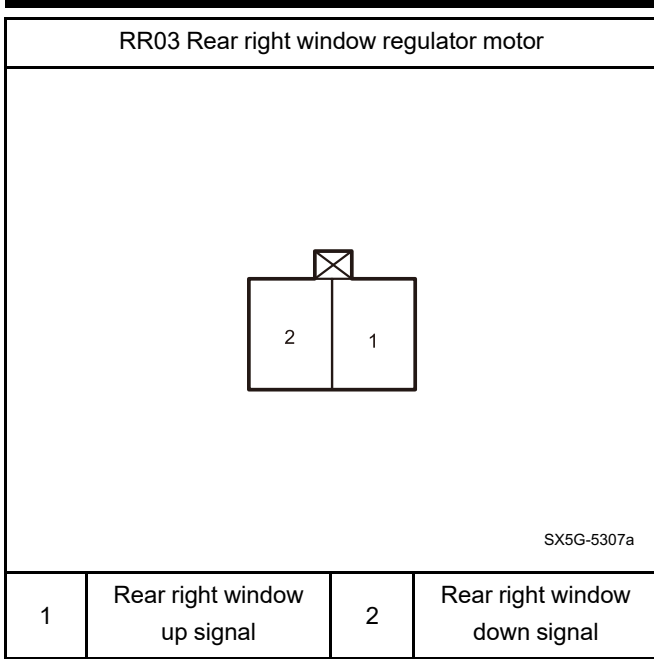 RR03 Rear right window regulator motor
2 1
SX5G-5307a
1 Rear right window up signal 2 Rear right window down signal